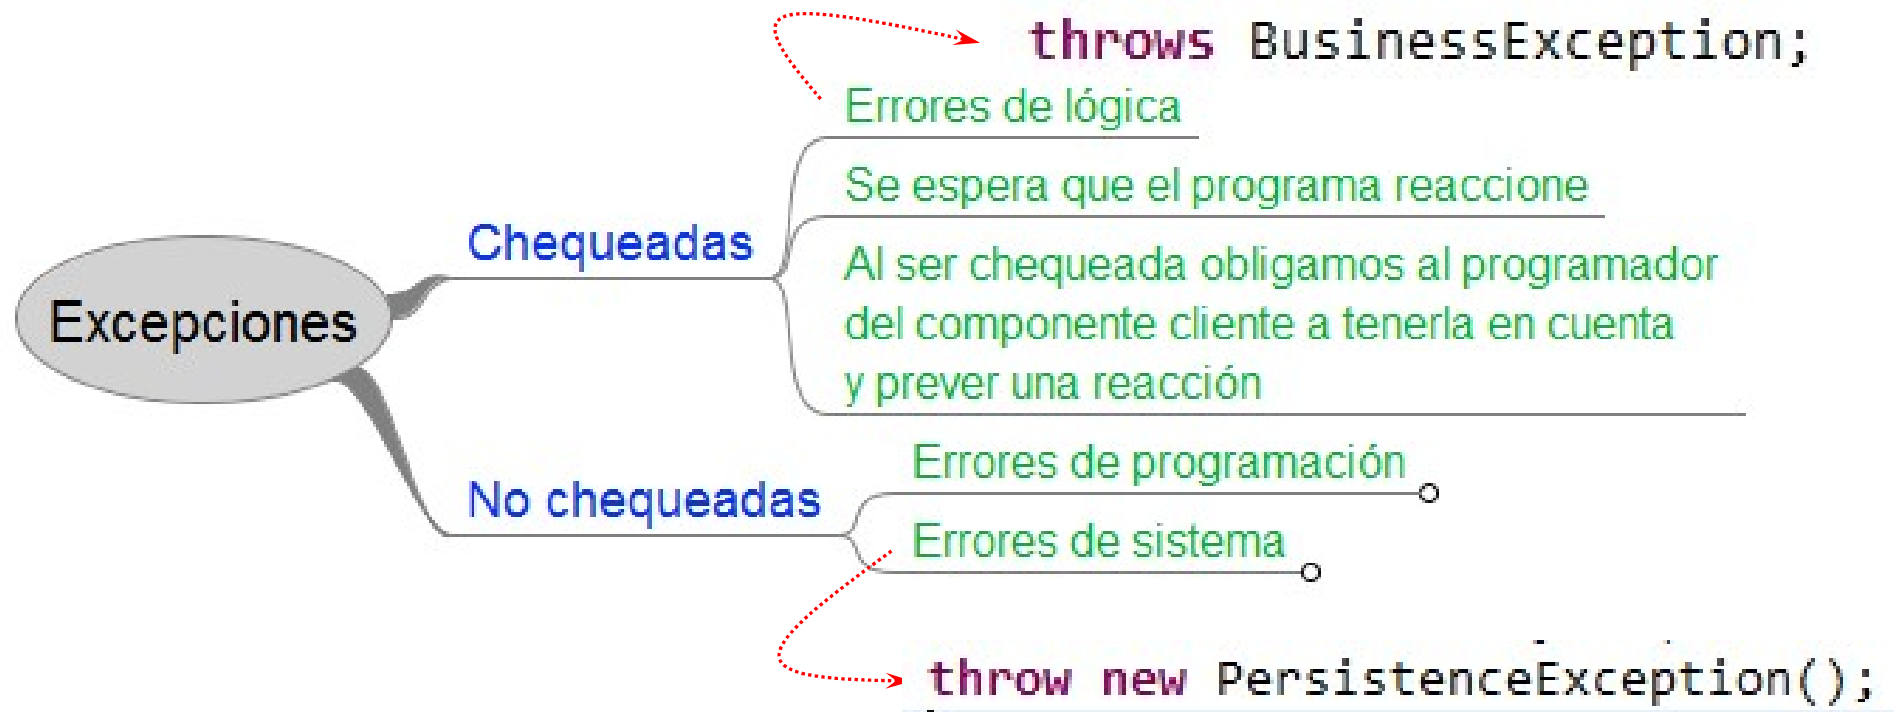 throws BusinessException;
Errores de lógica
Se espera que el programa reaccione
Chequeadas
Al ser chequeada obligamos al programador
del componente cliente a tenerla en cuenta
y prever una reacción
Excepciones
No chequeadas
Errores de programación
Errores de sistema
throw new PersistenceException();